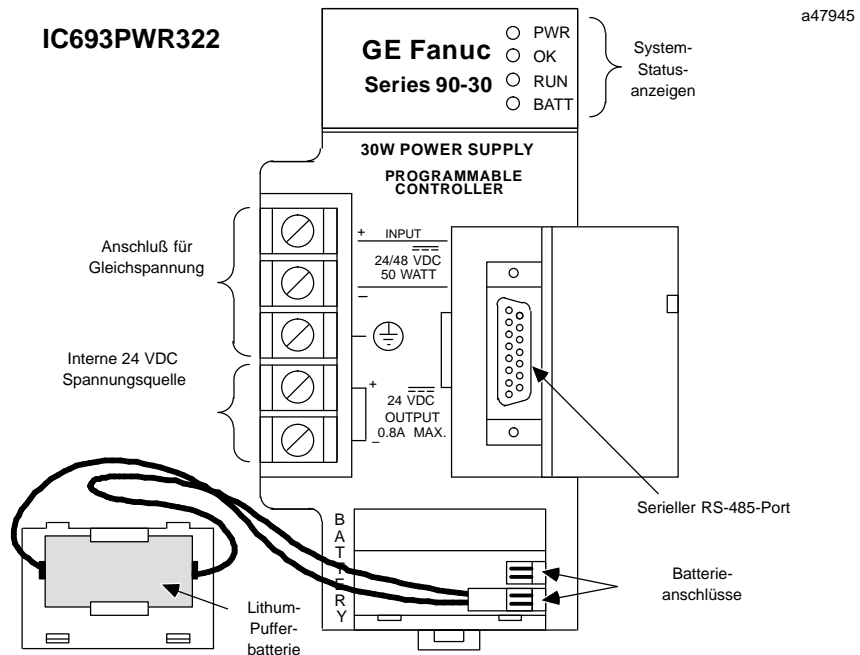 a47945
IC693PWR322
GE Fanuc
Series 90-30
PWR
OK
RUN
BATT
System-
Status-
anzeigen
30W POWER SUPPLY
PROGRAMMABLE
CONTROLLER
Anschluß für
Gleichspannung
+ INPUT
24/48 VDC
50 WATT
–
Interne 24 VDC
Spannungsquelle
+
24 VDC
OUTPUT
0.8A MAX.
–
Serieller RS-485-Port
BATTERY
Batterie-
anschlüsse
Lithum-
Puffer-
batterie